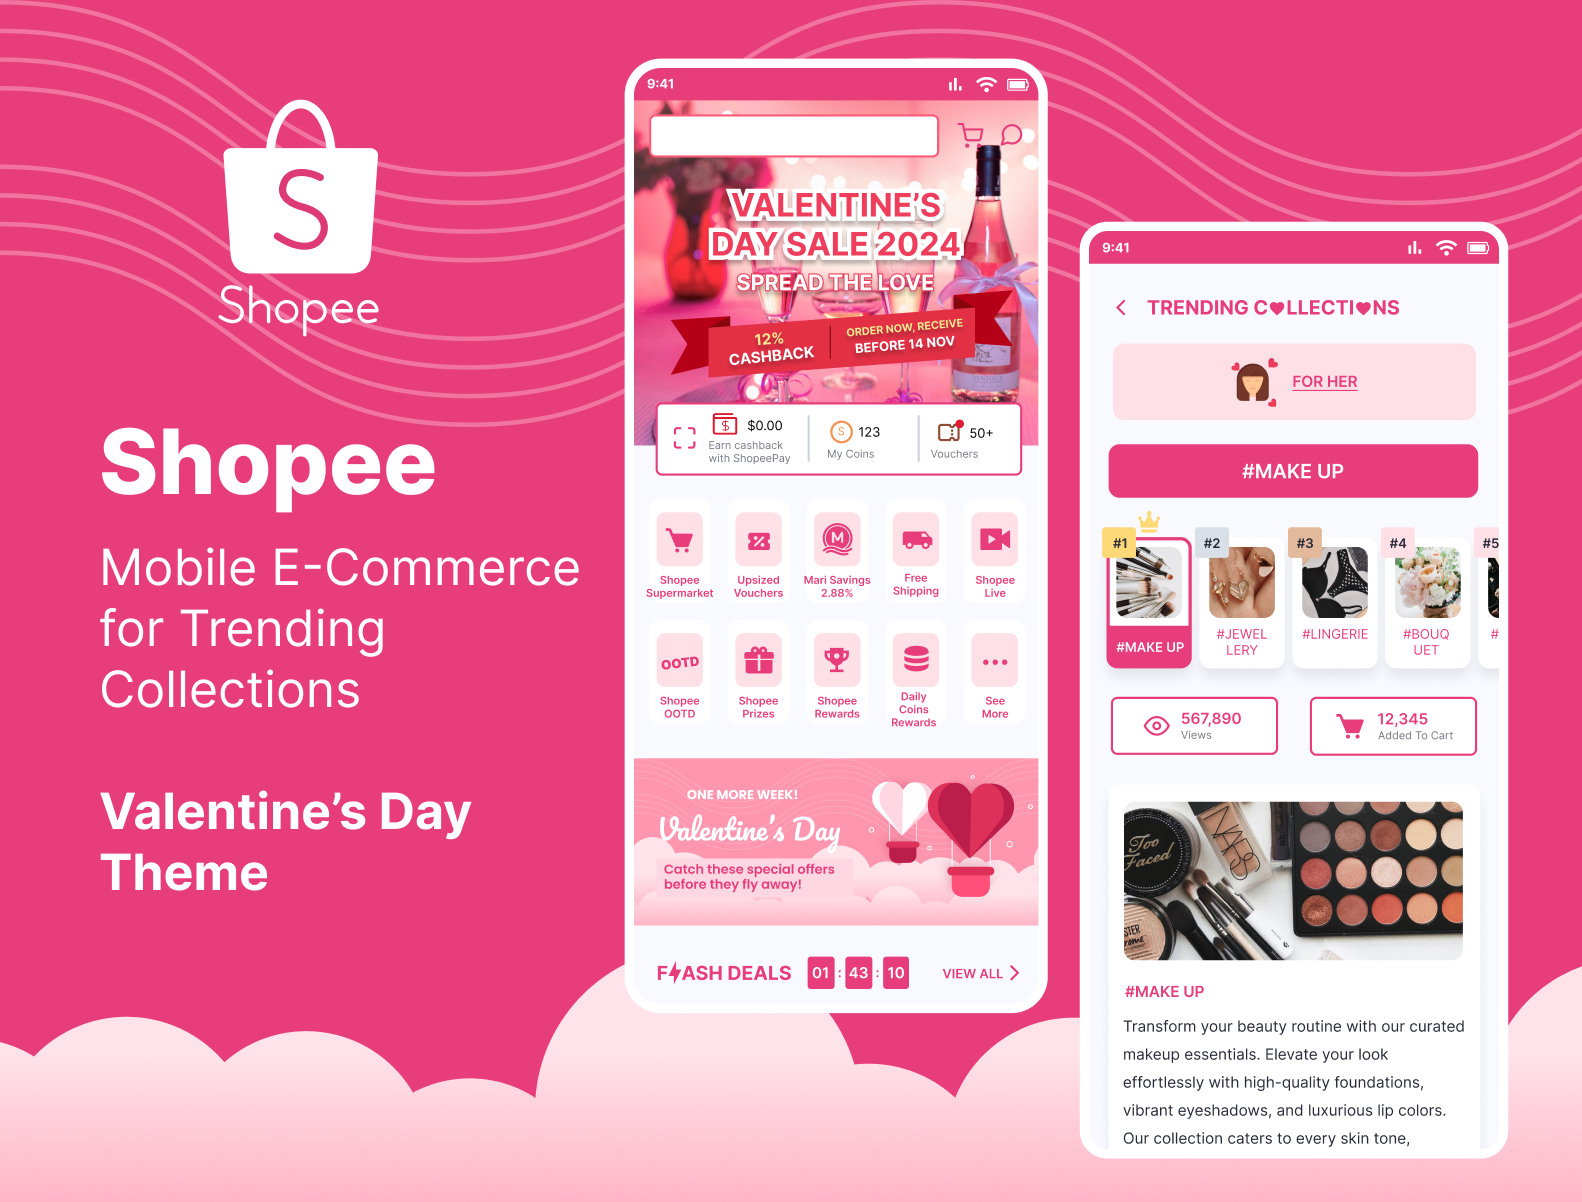 S
Shopee
Shopee
Mobile E-Commerce
for Trending
Collections
Valentine's Day
Theme
9:41
VALENTINE'S
DAY SALE 2024
SPREAD THE LOVE
12%
CASHBACK
ORDER NOW, RECEIVE
BEFORE 14 NOV
$0.00
Earn cashback
with ShopeePay
S
123
My Coins
50+
Vouchers
Shopee
Supermarket
Upsized
Vouchers
M
Mari Savings
2.88%
Free
Shipping
Shopee
Live
OOTD
Shopee
OOTD
Shopee
Prizes
Shopee
Rewards
Daily
Coins
Rewards
See
More
ONE MORE WEEK!
Valentine's Day
Catch these special offers
before they fly away!
FLASH DEALS
01 : 43 : 10
VIEW ALL
9:41
TRENDING COLLECTIONS
FOR HER
#MAKE UP
#1
#MAKE UP
#2
#JEWEL
LERY
#3
#LINGERIE
#4
#BOUQ
UET
#5
#
567,890
Views
12,345
Added To Cart
Too
Faced
NARS
#MAKE UP
Transform your beauty routine with our curated
makeup essentials. Elevate your look
effortlessly with high-quality foundations,
vibrant eyeshadows, and luxurious lip colors.
Our collection caters to every skin tone,